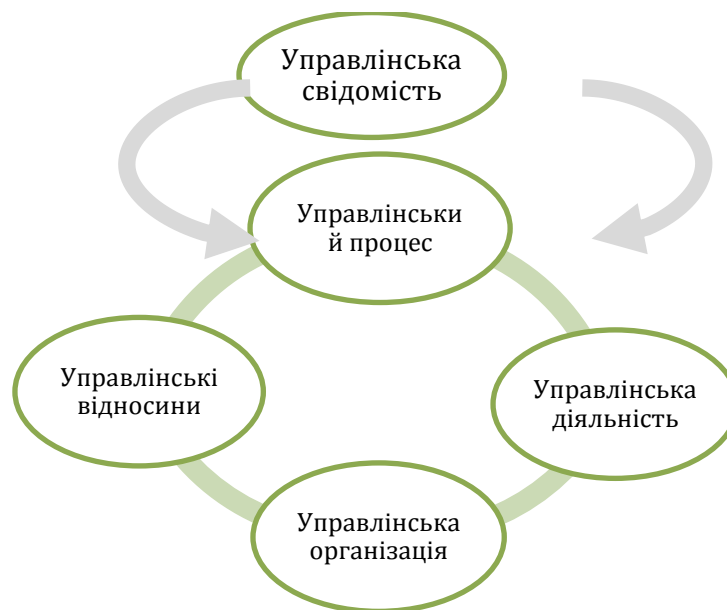 Управлінська
свідомість
Управлінськи
й процес
Управлінські
відносини
Управлінська
діяльність
Управлінська
організація